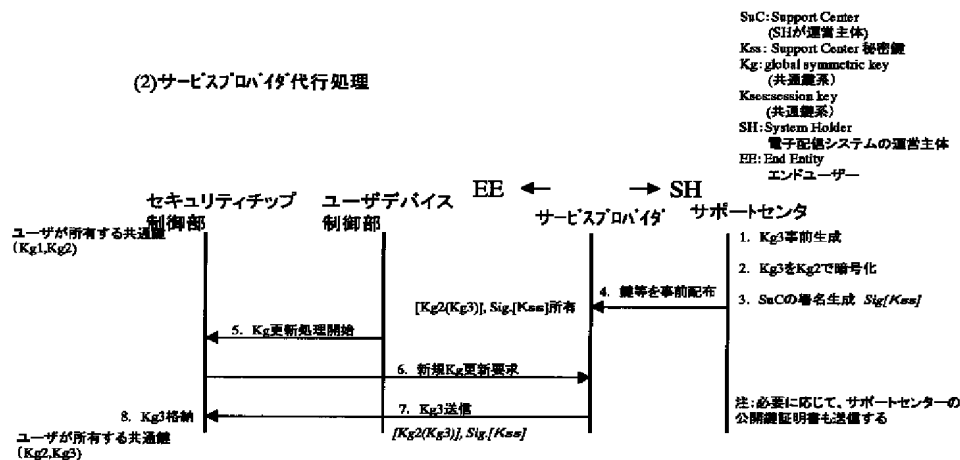 SuC:Support Center
(SHが運営主体)
Kss: Support Center 秘密鍵
Kg:global symmetric key
(共通鍵系)
Kses:session key
(共通鍵系)
SH:System Holder
電子配信システムの運営主体
EE: End Entity
エンドユーザー
(2)サービスプロバイダ代行処理
EE ← → SH
セキュリティチップ
制御部
ユーザデバイス
制御部
サービスプロバイダ
サポートセンタ
ユーザが所有する共通鍵
(Kg1,Kg2)
1. Kg3事前生成
2. Kg3をKg2で暗号化
3. SuCの署名生成 Sig[Kss]
4. 鍵等を事前配布
[Kg2(Kg3)], Sig.[Kss]所有
5. Kg更新処理開始
6. 新規Kg更新要求
7. Kg3送信
[Kg2(Kg3)], Sig.[Kss]
8. Kg3格納
ユーザが所有する共通鍵
(Kg2,Kg3)
注:必要に応じて、サポートセンターの
公開鍵証明書も送信する